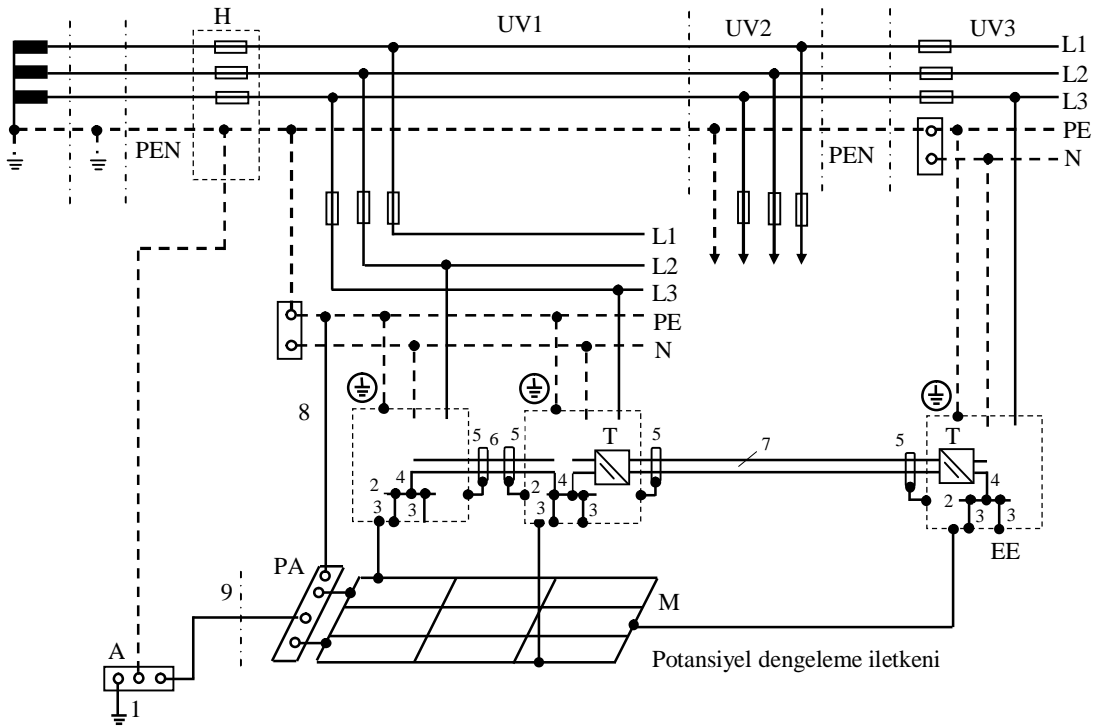 H
UV1
UV2
UV3
L1
L2
L3
PE
N
PEN
PEN
L1
L2
L3
PE
N
8
5 6 5
T
5
7
5
T
2 4
3 3
2 4
3 3
4
2
3 3
EE
PA
9
M
A
1
Potansiyel dengeleme iletkeni